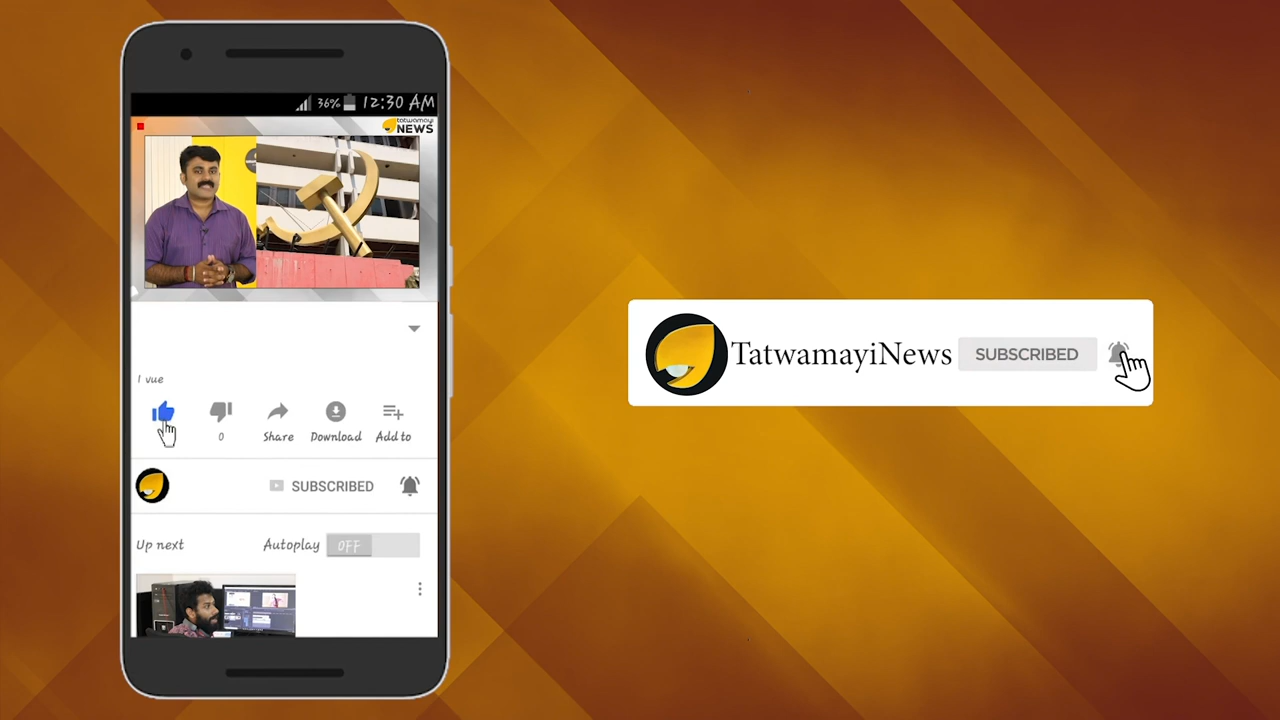 36% 12:30 AM
tatwamayi
NEWS
1 vue
0 Share Download Add to
SUBSCRIBED
Up next Autoplay OFF
TatwamayiNews SUBSCRIBED